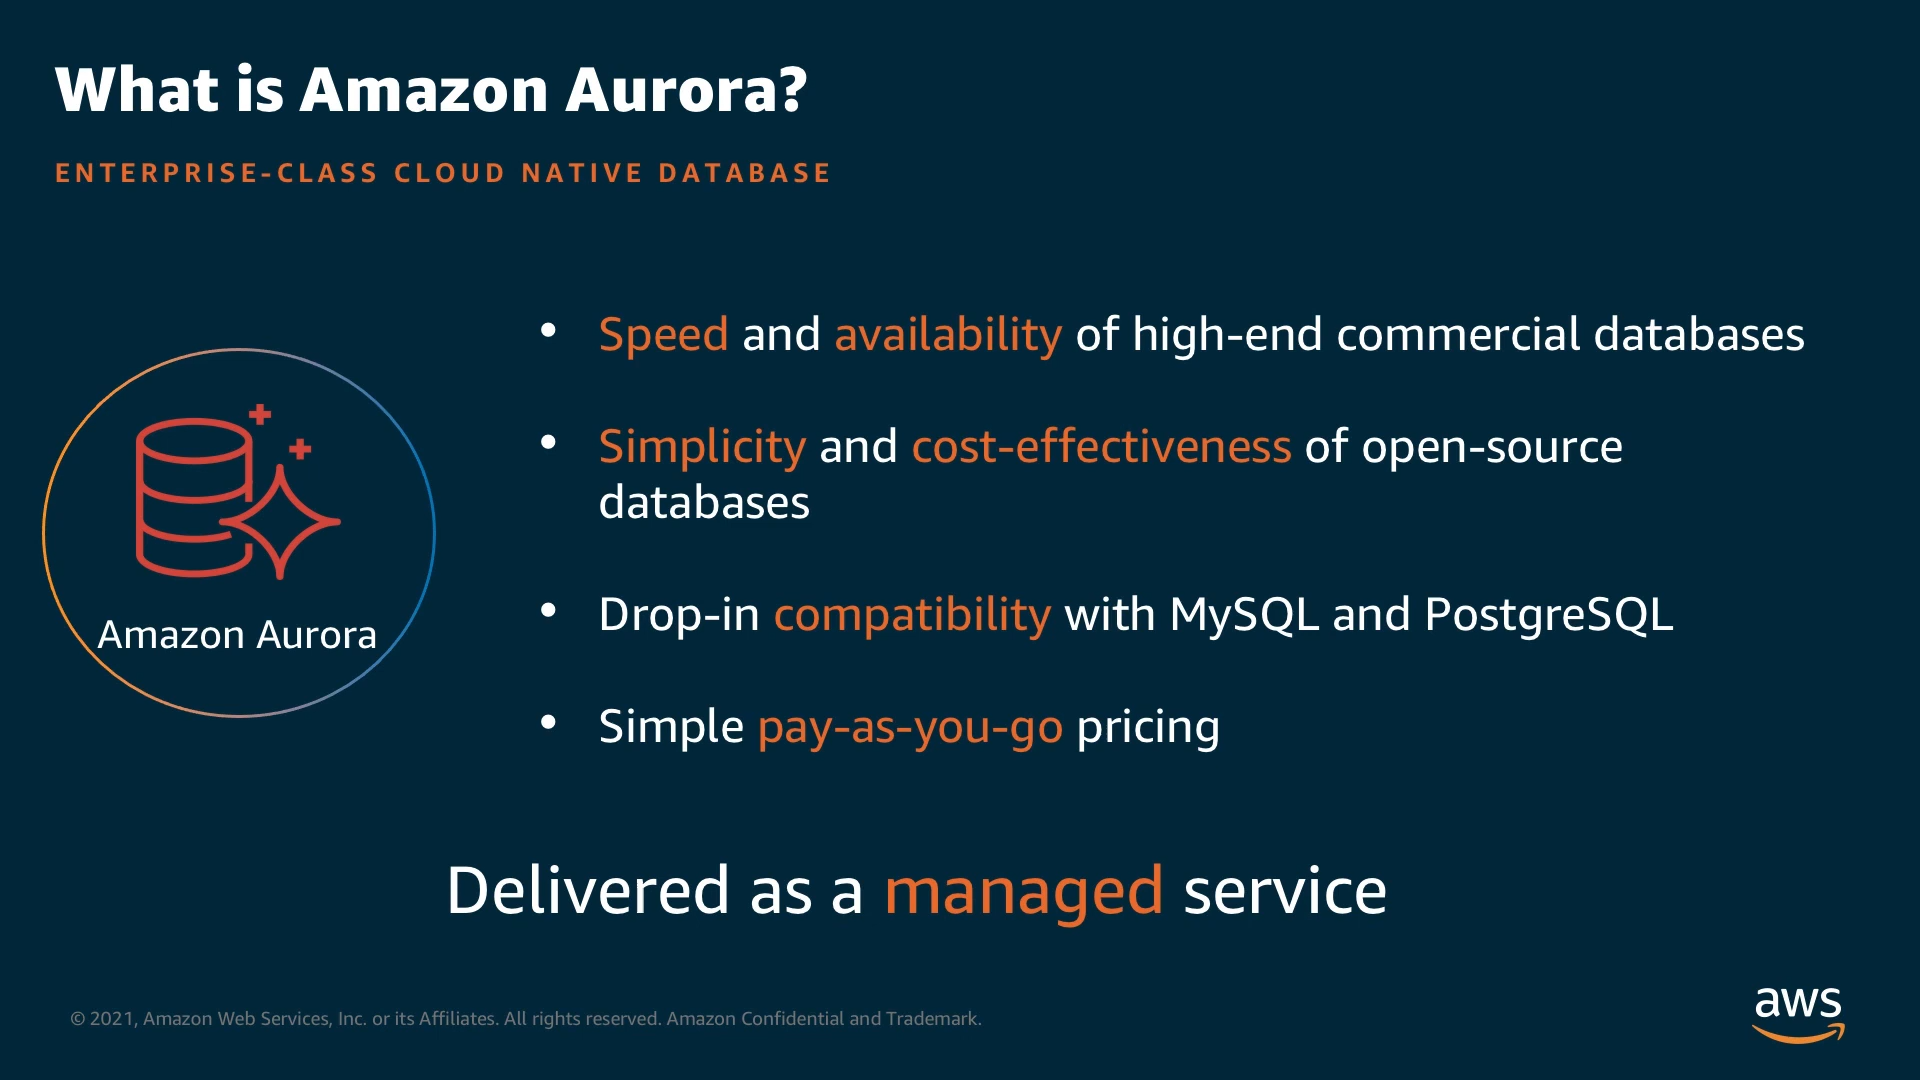 What is Amazon Aurora?
ENTERPRISE-CLASS CLOUD NATIVE DATABASE
Amazon Aurora
• Speed and availability of high-end commercial databases
• Simplicity and cost-effectiveness of open-source
databases
• Drop-in compatibility with MySQL and PostgreSQL
• Simple pay-as-you-go pricing
Delivered as a managed service
© 2021, Amazon Web Services, Inc. or its Affiliates. All rights reserved. Amazon Confidential and Trademark.
aws